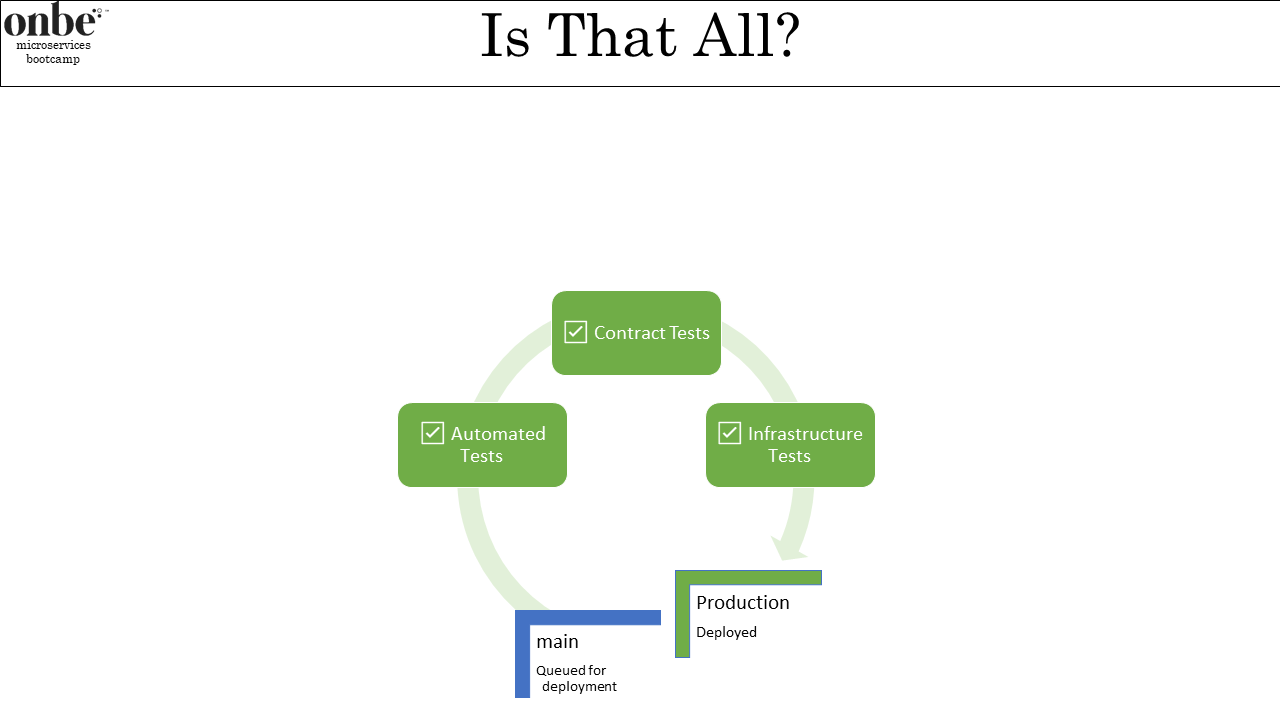 onbe
microservices
bootcamp
Is That All?
Contract Tests
Automated
Tests
Infrastructure
Tests
Production
Deployed
main
Queued for
deployment